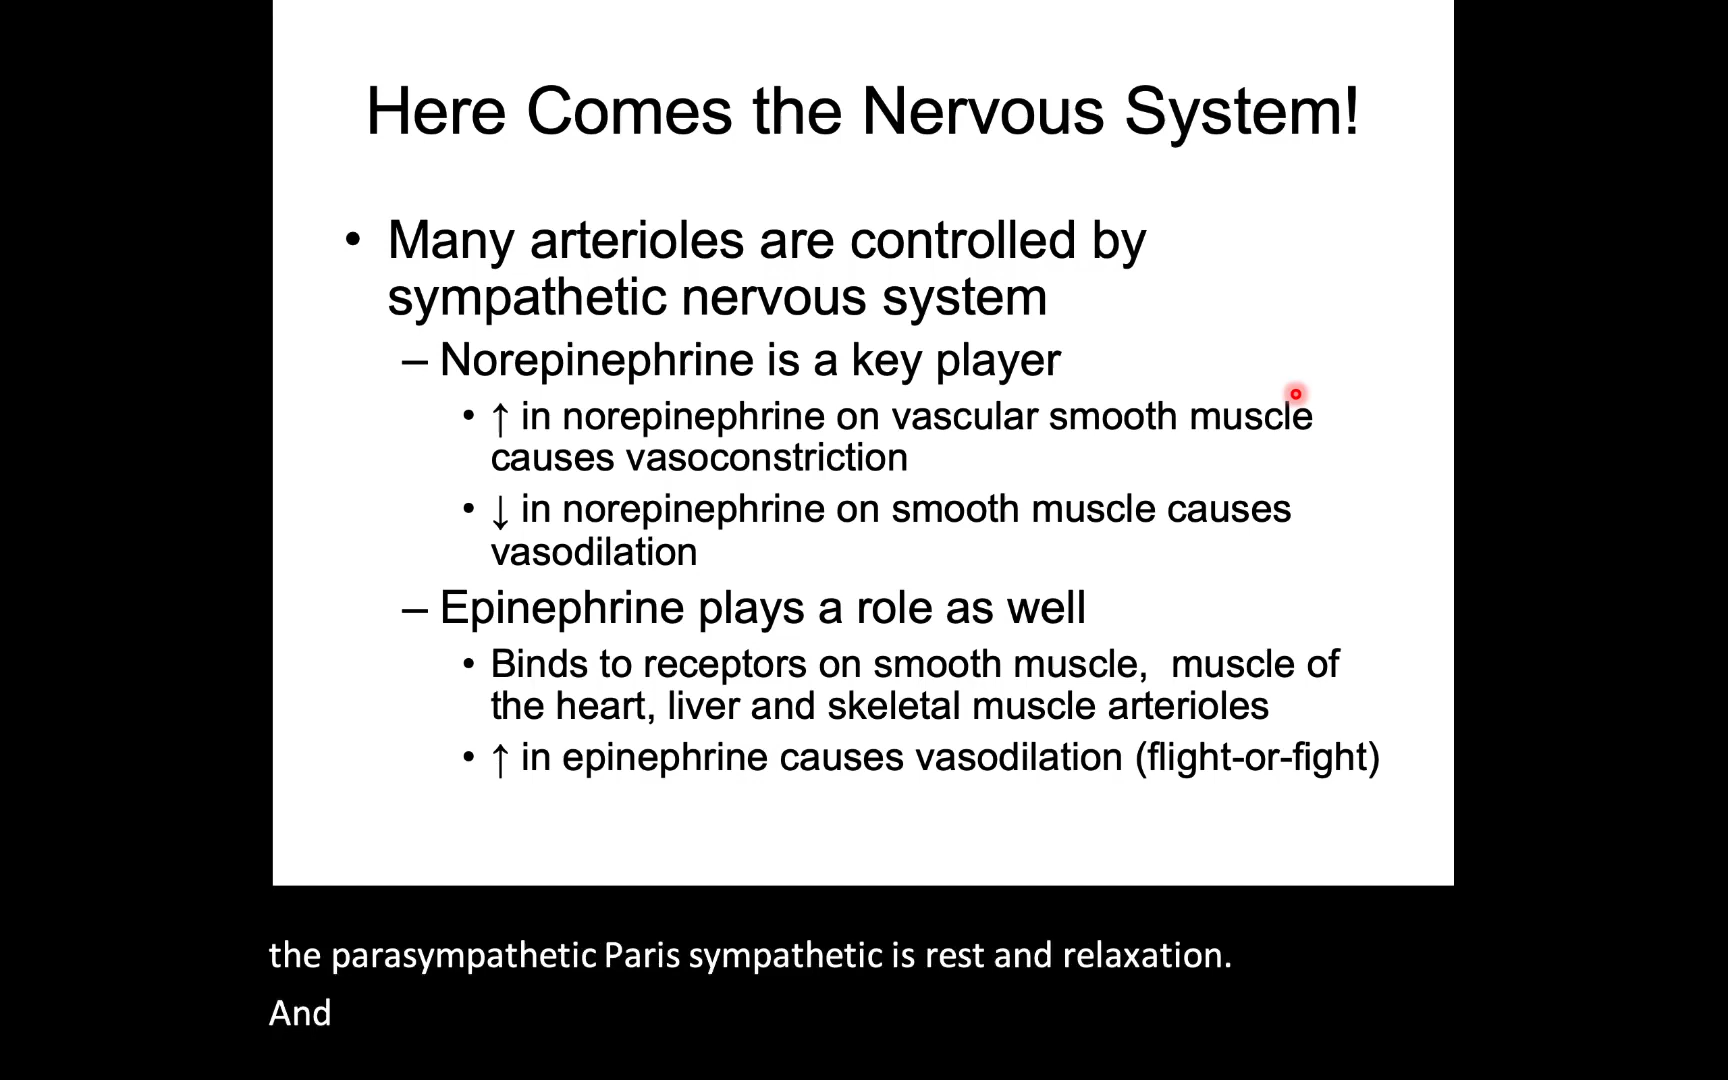 Here Comes the Nervous System!
• Many arterioles are controlled by
sympathetic nervous system
– Norepinephrine is a key player
• ↑ in norepinephrine on vascular smooth muscle
causes vasoconstriction
• ↓ in norepinephrine on smooth muscle causes
vasodilation
– Epinephrine plays a role as well
• Binds to receptors on smooth muscle,  muscle of
the heart, liver and skeletal muscle arterioles
• ↑ in epinephrine causes vasodilation (flight-or-fight)
the parasympathetic Paris sympathetic is rest and relaxation.
And